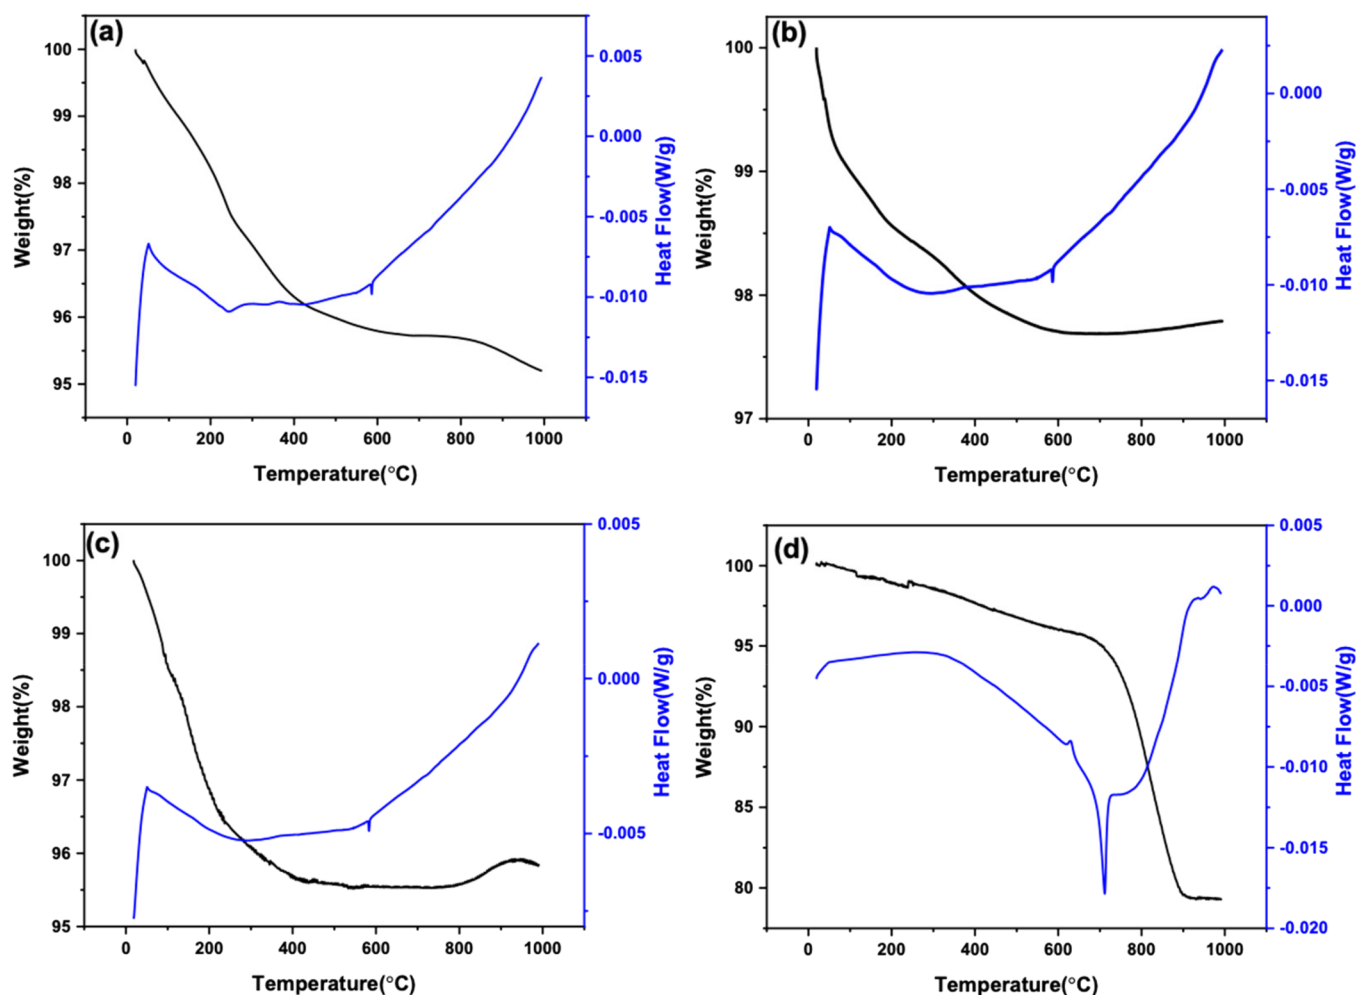 (a)
100
99
98
97
96
95
Weight(%)
0 200 400 600 800 1000
Temperature(°C)
0.005
0.000
-0.005
-0.010
-0.015
Heat Flow(W/g)
(b)
100
99
98
97
Weight(%)
0 200 400 600 800 1000
Temperature(°C)
0.000
-0.005
-0.010
-0.015
Heat Flow(W/g)
(c)
100
99
98
97
96
95
Weight(%)
0 200 400 600 800 1000
Temperature(°C)
0.005
0.000
-0.005
Heat Flow(W/g)
(d)
100
95
90
85
80
Weight(%)
0 200 400 600 800 1000
Temperature(°C)
0.005
0.000
-0.005
-0.010
-0.015
-0.020
Heat Flow(W/g)